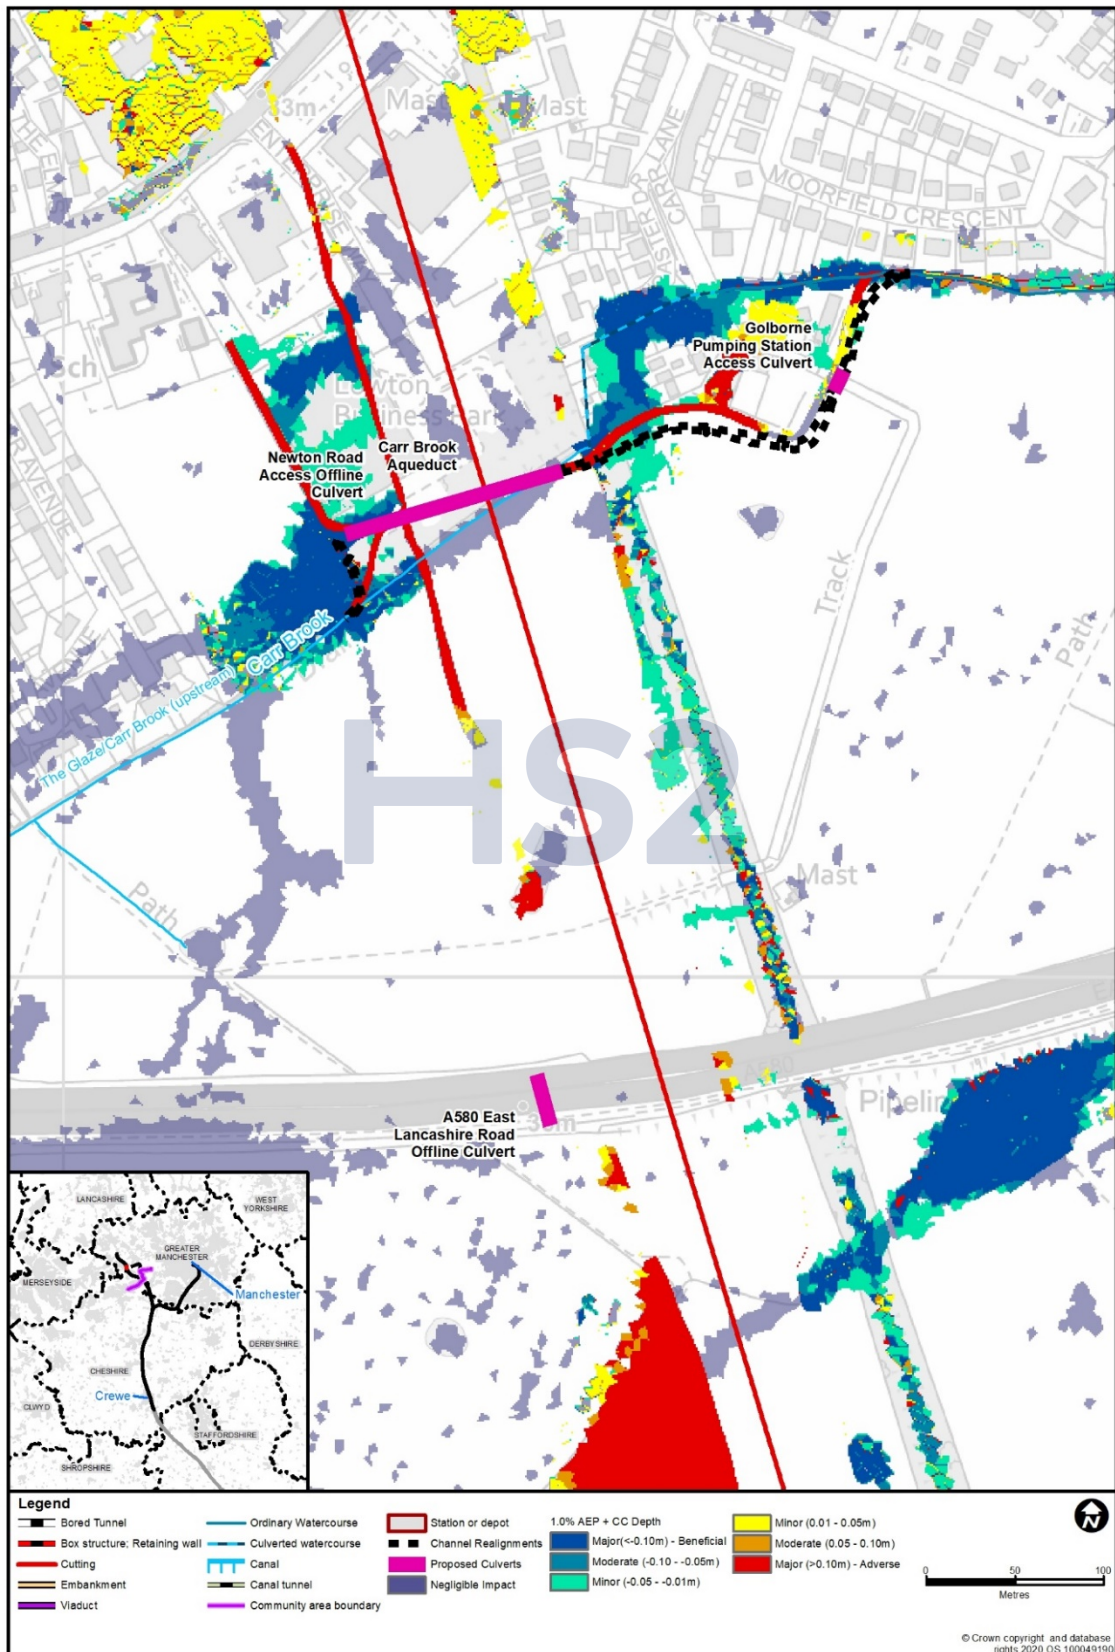 33m
Mast
Mast
CARR LANE
MOORFIELD CRESCENT
Golborne
Pumping Station
Access Culvert
Lowton
Business Park
Carr Brook
Aqueduct
Newton Road
Access Offline
Culvert
AVENUE
Track
Path
Carr Brook
The Glaze/Carr Brook (upstream)
HS2
Mast
Path
A580
Pipeline
A580 East
Lancashire Road
Offline Culvert
LANCASHIRE
WEST
YORKSHIRE
GREATER
MANCHESTER
MERSEYSIDE
Manchester
DERBYSHIRE
CHESHIRE
Crewe
CLWYD
STAFFORDSHIRE
SHROPSHIRE
Legend
Bored Tunnel
Box structure; Retaining wall
Cutting
Embankment
Viaduct
Ordinary Watercourse
Culverted watercourse
Canal
Canal tunnel
Community area boundary
Station or depot
Channel Realignments
Proposed Culverts
Negligible Impact
1.0% AEP + CC Depth
Major(<-0.10m) - Beneficial
Moderate (-0.10 - -0.05m)
Minor (-0.05 - -0.01m)
Minor (0.01 - 0.05m)
Moderate (0.05 - 0.10m)
Major (>0.10m) - Adverse
N
0 50 100
Metres
© Crown copyright and database
rights 2020 OS 100049190